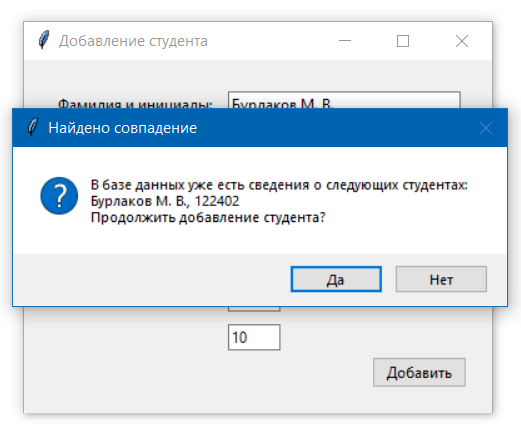 Добавление студента
Фамилия и инициалы: Бурлаков М. В.
Найдено совпадение
В базе данных уже есть сведения о следующих студентах:
Бурлаков М. В., 122402
Продолжить добавление студента?
Да Нет
10
Добавить